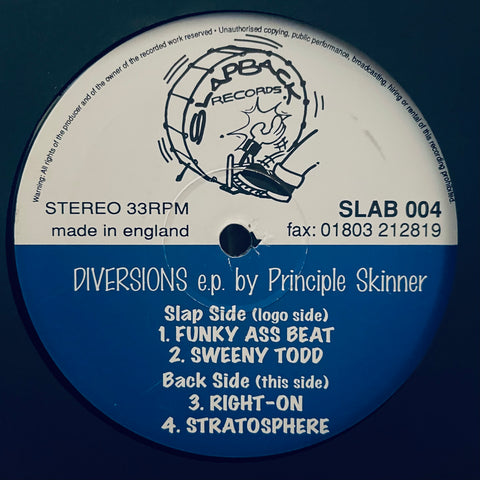 Warning: All rights of the producer and of the owner of the recorded work reserved • Unauthorised copying, public performance, broadcasting, hiring or rental of this recording prohibited.
SLAPBACK
RECORDS
STEREO 33RPM
made in england
SLAB 004
fax: 01803 212819
DIVERSIONS e.p. by Principle Skinner
Slap Side (logo side)
1. FUNKY ASS BEAT
2. SWEENY TODD
Back Side (this side)
3. RIGHT-ON
4. STRATOSPHERE